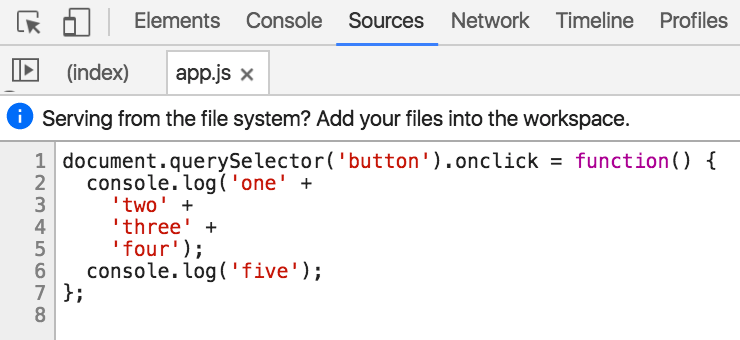 Elements Console Sources Network Timeline Profiles
(index) app.js ×
Serving from the file system? Add your files into the workspace.
1 document.querySelector('button').onclick = function() {
2   console.log('one' +
3     'two' +
4     'three' +
5     'four');
6   console.log('five');
7 };
8